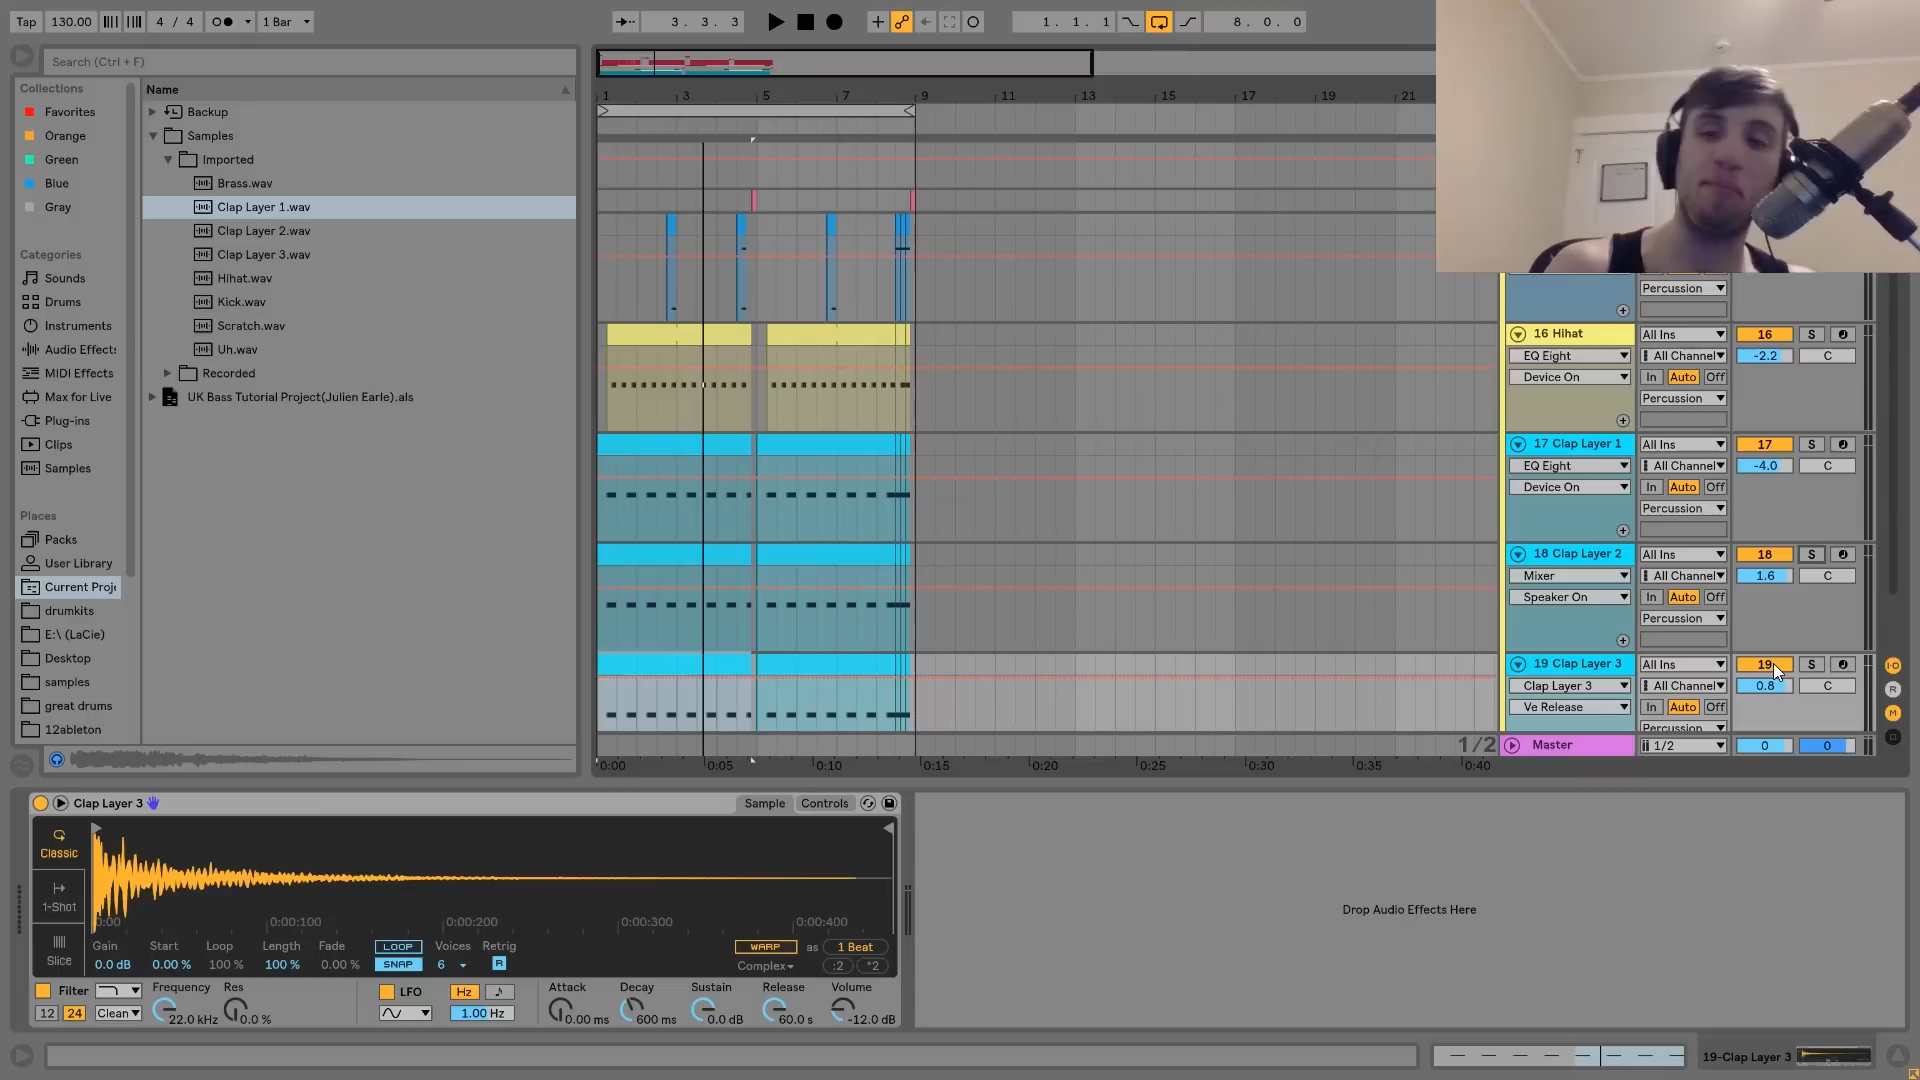 Tap 130.00 4 / 4 1 Bar 3. 3. 3 1. 1. 1 8. 0. 0
Search (Ctrl + F)
Collections
Favorites
Orange
Green
Blue
Gray
Categories
Sounds
Drums
Instruments
Audio Effects
MIDI Effects
Max for Live
Plug-ins
Clips
Samples
Places
Packs
User Library
Current Proje
drumkits
E:\ (LaCie)
Desktop
samples
great drums
12ableton
Name
Backup
Samples
Imported
Brass.wav
Clap Layer 1.wav
Clap Layer 2.wav
Clap Layer 3.wav
Hihat.wav
Kick.wav
Scratch.wav
Uh.wav
Recorded
UK Bass Tutorial Project(Julien Earle).als
1 3 5 7 9 11 13 15 17 19 21
Percussion
16 Hihat All Ins 16 S
EQ Eight All Channel -2.2 C
Device On In Auto Off
Percussion
17 Clap Layer 1 All Ins 17 S
EQ Eight All Channel -4.0 C
Device On In Auto Off
Percussion
18 Clap Layer 2 All Ins 18 S
Mixer All Channel 1.6 C
Speaker On In Auto Off
Percussion
19 Clap Layer 3 All Ins 19 S
Clap Layer 3 All Channel 0.8 C
Ve Release In Auto Off
Percussion
1/2 Master 1/2 0 0
I·O
R
M
0:00 0:05 0:10 0:15 0:20 0:25 0:30 0:35 0:40
Clap Layer 3 Sample Controls
Classic
1-Shot
Slice
0:00 0:00:100 0:00:200 0:00:300 0:00:400
Gain Start Loop Length Fade LOOP Voices Retrig WARP as 1 Beat
0.0 dB 0.00 % 100 % 100 % 0.00 % SNAP 6 R Complex :2 *2
Filter Frequency Res LFO Hz Attack Decay Sustain Release Volume
12 24 Clean 22.0 kHz 0.0 % 1.00 Hz 0.00 ms 600 ms 0.0 dB 60.0 s -12.0 dB
Drop Audio Effects Here
19-Clap Layer 3